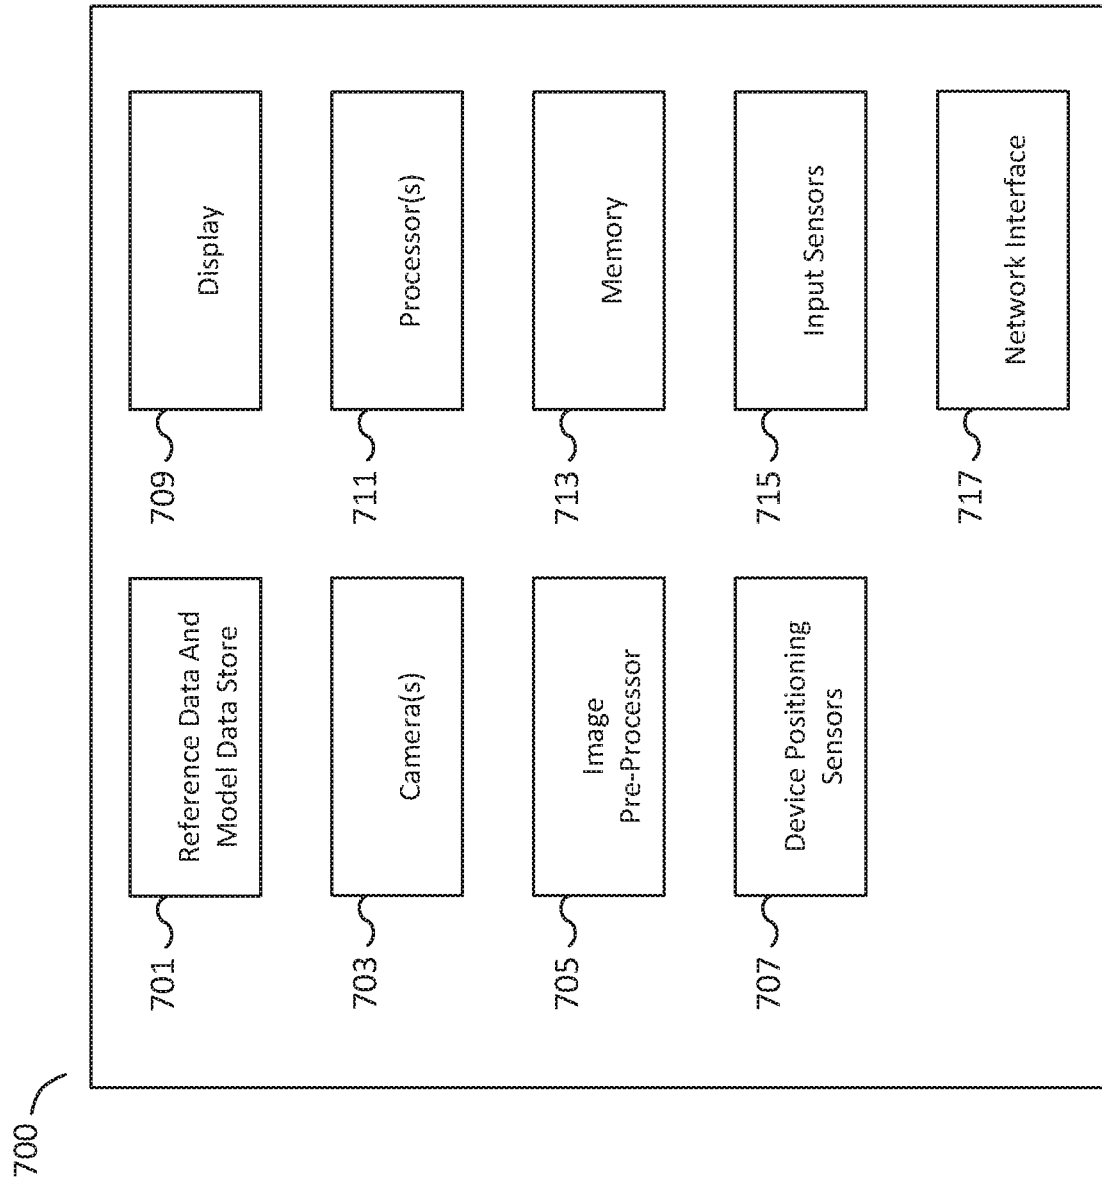 700
701
Reference Data And
Model Data Store
703
Camera(s)
705
Image
Pre-Processor
707
Device Positioning
Sensors
709
Display
711
Processor(s)
713
Memory
715
Input Sensors
717
Network Interface